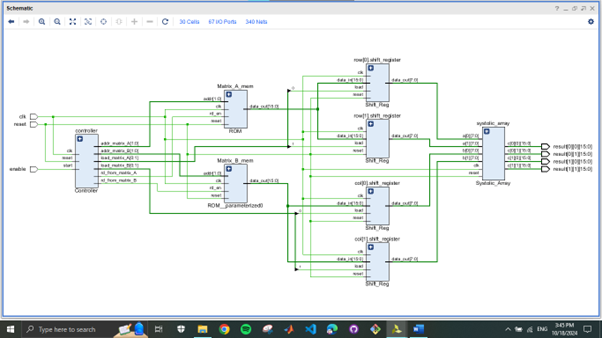 Schematic
30 Cells
67 I/O Ports
340 Nets
clk
reset
enable
controller
clk
reset
start
addr_matrix_A[1:0]
addr_matrix_B[1:0]
load_matrix_A[0:1]
load_matrix_B[0:1]
rd_from_matrix_A
rd_from_matrix_B
Controller
Matrix_A_mem
addr[1:0]
clk
rd_en
reset
data_out[15:0]
ROM
Matrix_B_mem
addr[1:0]
clk
rd_en
reset
data_out[15:0]
ROM__parameterized0
row[0].shift_register
clk
data_in[15:0]
load
reset
data_out[7:0]
Shift_Reg
row[1].shift_register
clk
data_in[15:0]
load
reset
data_out[7:0]
Shift_Reg
col[0].shift_register
clk
data_in[15:0]
load
reset
data_out[7:0]
Shift_Reg
col[1].shift_register
clk
data_in[15:0]
load
reset
data_out[7:0]
Shift_Reg
systolic_array
a[0][7:0]
a[1][7:0]
b[0][7:0]
b[1][7:0]
clk
reset
c[0][0][15:0]
c[0][1][15:0]
c[1][0][15:0]
c[1][1][15:0]
Systolic_Array
result[0][0][15:0]
result[0][1][15:0]
result[1][0][15:0]
result[1][1][15:0]
Type here to search
ENG
3:45 PM
10/18/2024